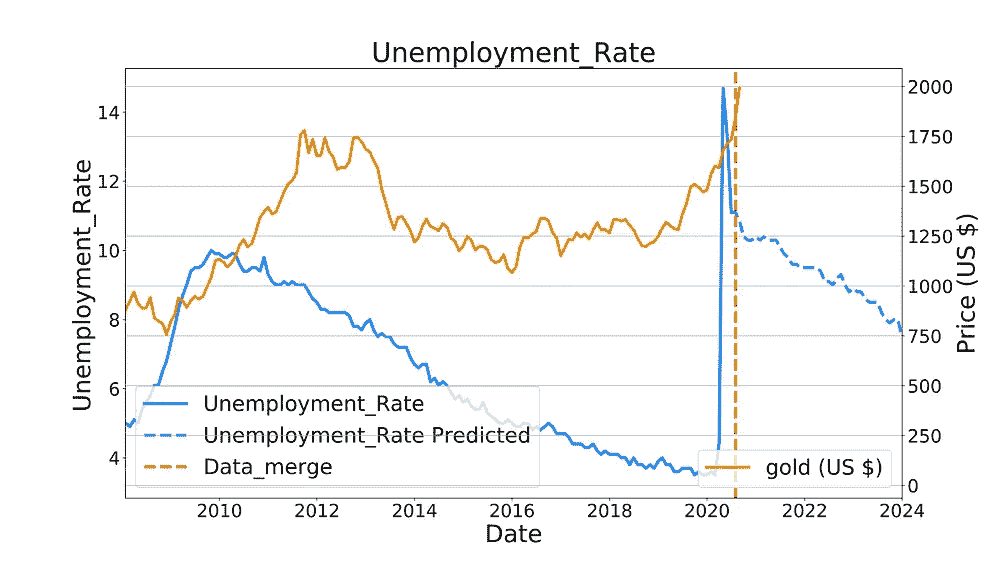 Unemployment_Rate
Unemployment_Rate
14
12
10
8
6
4
2000
1750
1500
1250
1000
750
500
250
0
Price (US $)
Unemployment_Rate
Unemployment_Rate Predicted
Data_merge
gold (US $)
2010 2012 2014 2016 2018 2020 2022 2024
Date